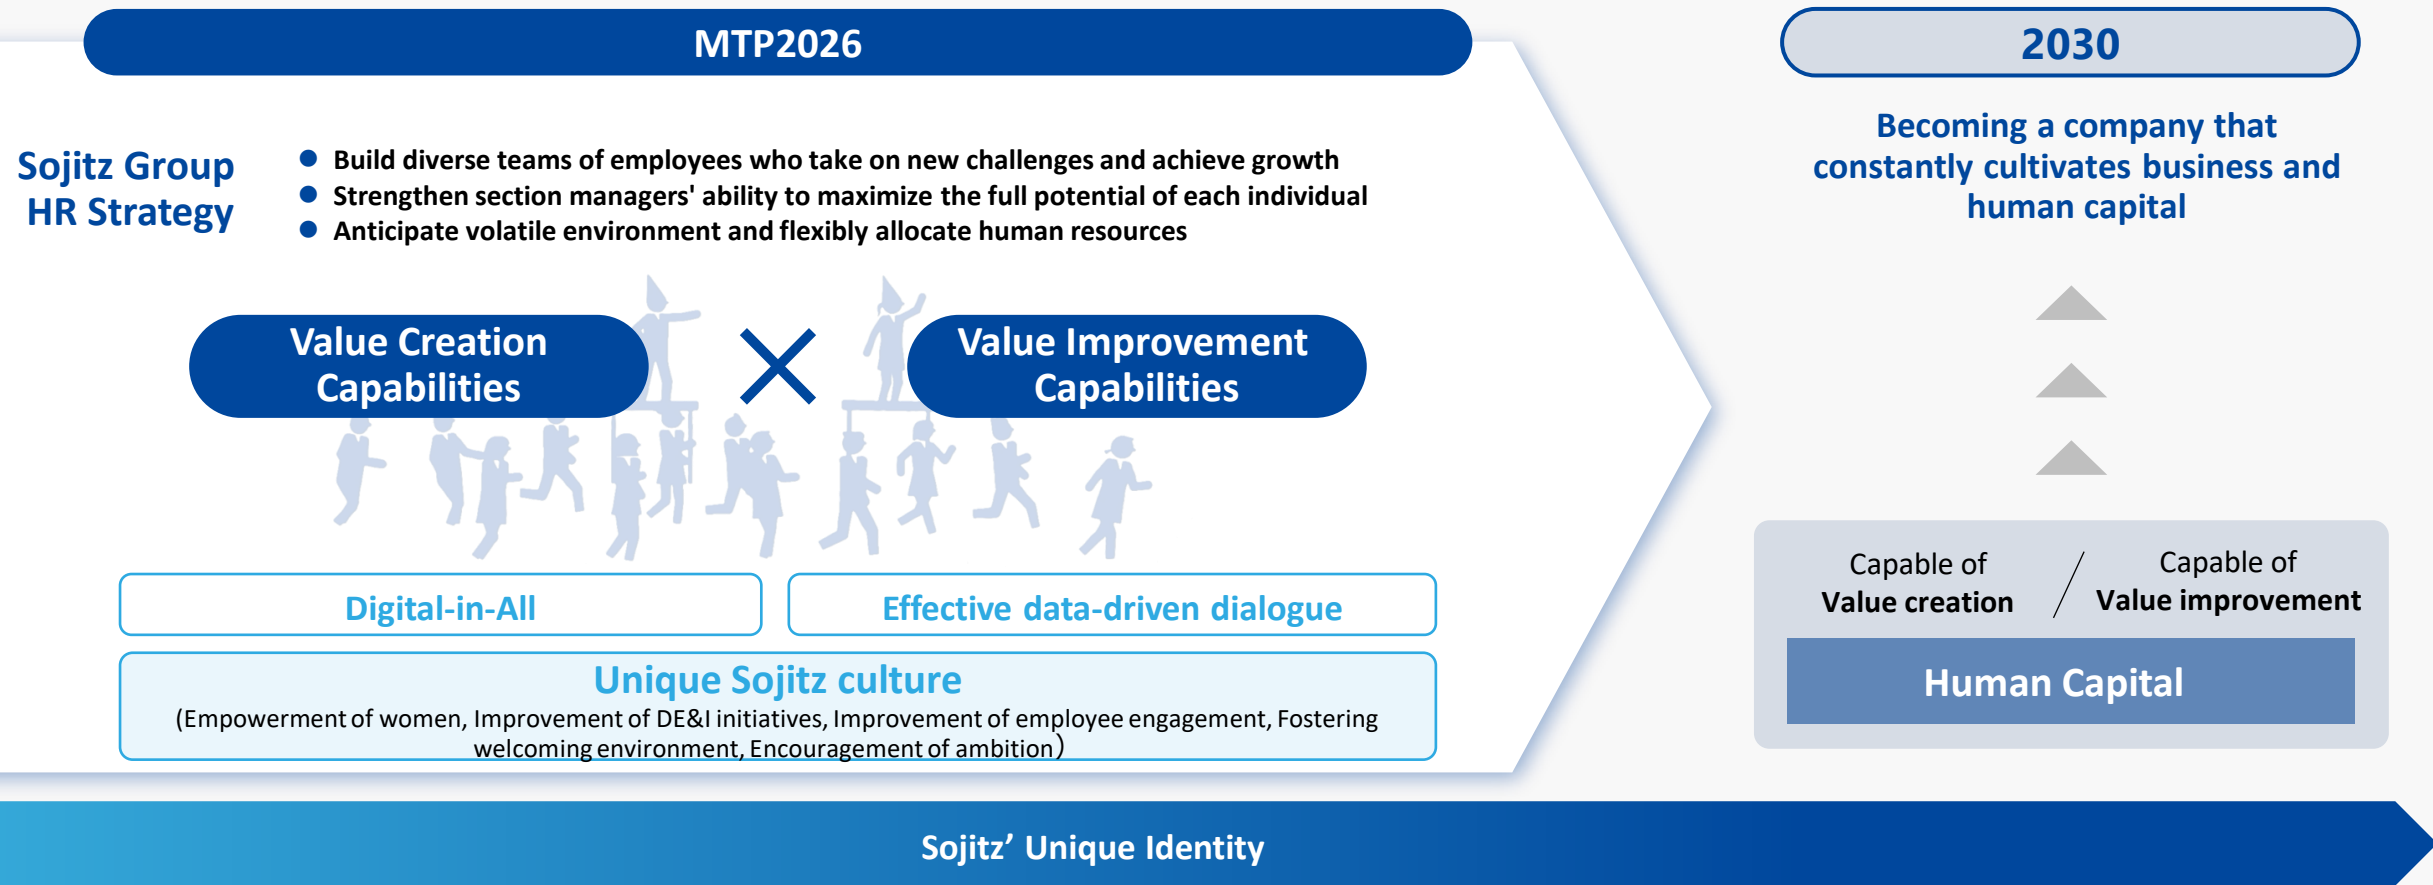 MTP2026
2030
Sojitz Group
HR Strategy
● Build diverse teams of employees who take on new challenges and achieve growth
● Strengthen section managers' ability to maximize the full potential of each individual
● Anticipate volatile environment and flexibly allocate human resources
Becoming a company that
constantly cultivates business and
human capital
Value Creation
Capabilities
×
Value Improvement
Capabilities
Digital-in-All
Effective data-driven dialogue
Unique Sojitz culture
(Empowerment of women, Improvement of DE&I initiatives, Improvement of employee engagement, Fostering
welcoming environment, Encouragement of ambition）
Capable of
Value creation
/
Capable of
Value improvement
Human Capital
Sojitz’ Unique Identity